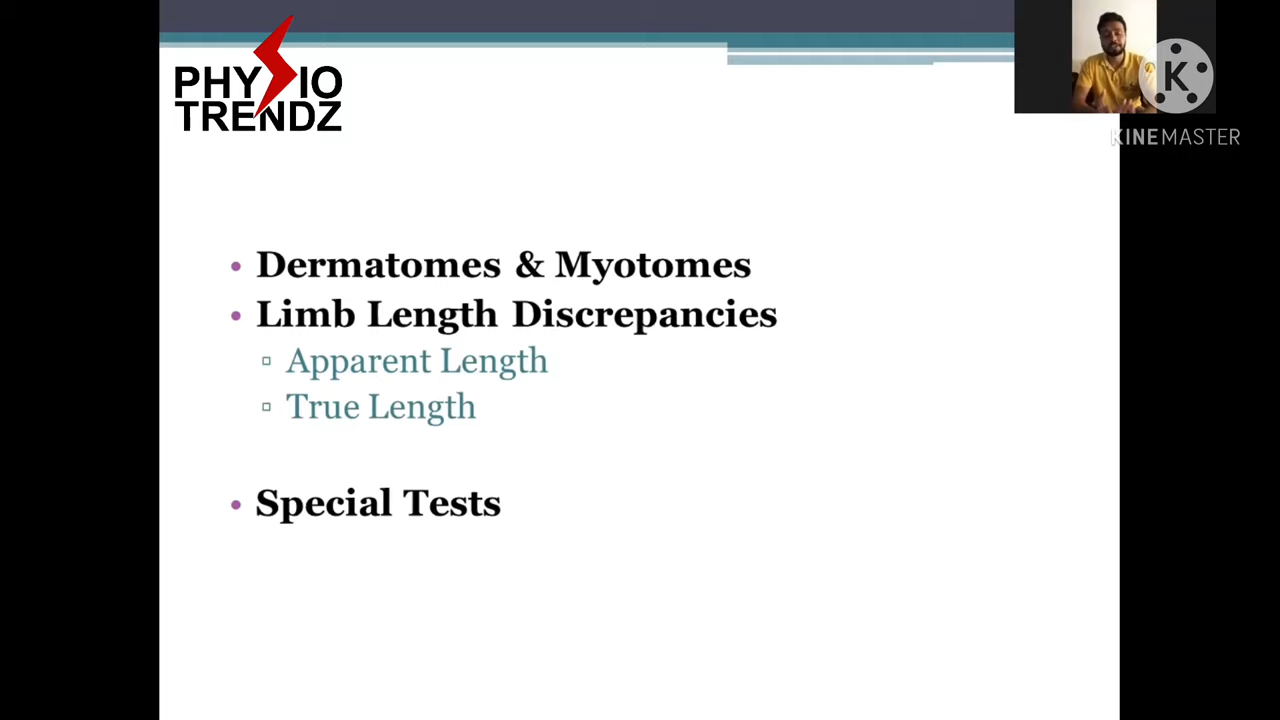 PHYSIO
TRENDZ
K
KINEMASTER
• Dermatomes & Myotomes
• Limb Length Discrepancies
▫ Apparent Length
▫ True Length
• Special Tests